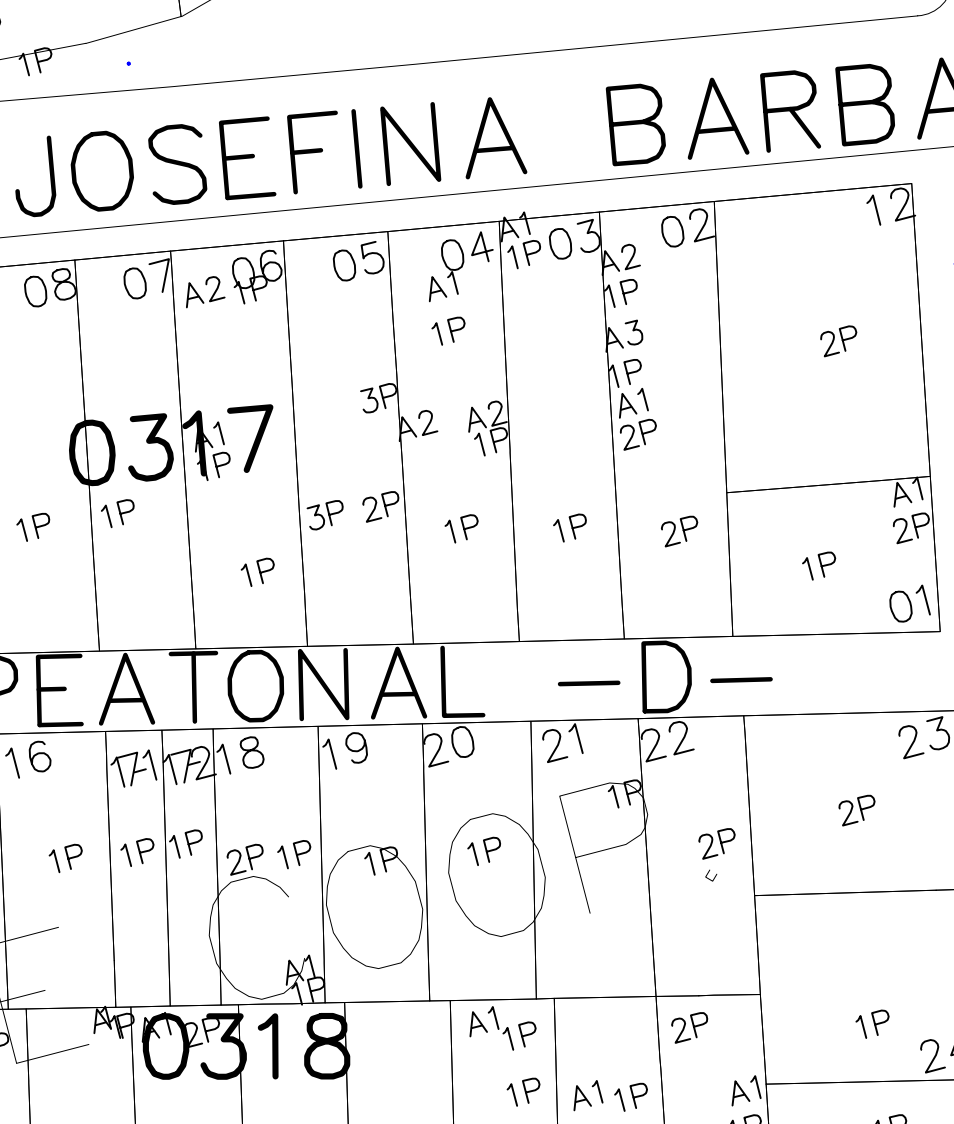 1P
JOSEFINA BARBA
08 07 06 05 04 03 02 12
A2 1P
A1
1P
A1
1P
A2
1P
A3
1P
A1
2P
2P
3P
A2
A2
1P
0317
A1
1P
1P
1P
1P
3P 2P
1P
1P
2P
A1
2P
1P
01
PEATONAL -D-
16 17-1 17-2 18 19 20 21 22 23
1P 1P 1P 2P 1P 1P 1P 1P 2P 2P
COOP
A1
1P
A1
1P
A1
2P
0318
A1
1P
2P
1P
24
1P
A1
1P
A1
1P
1P